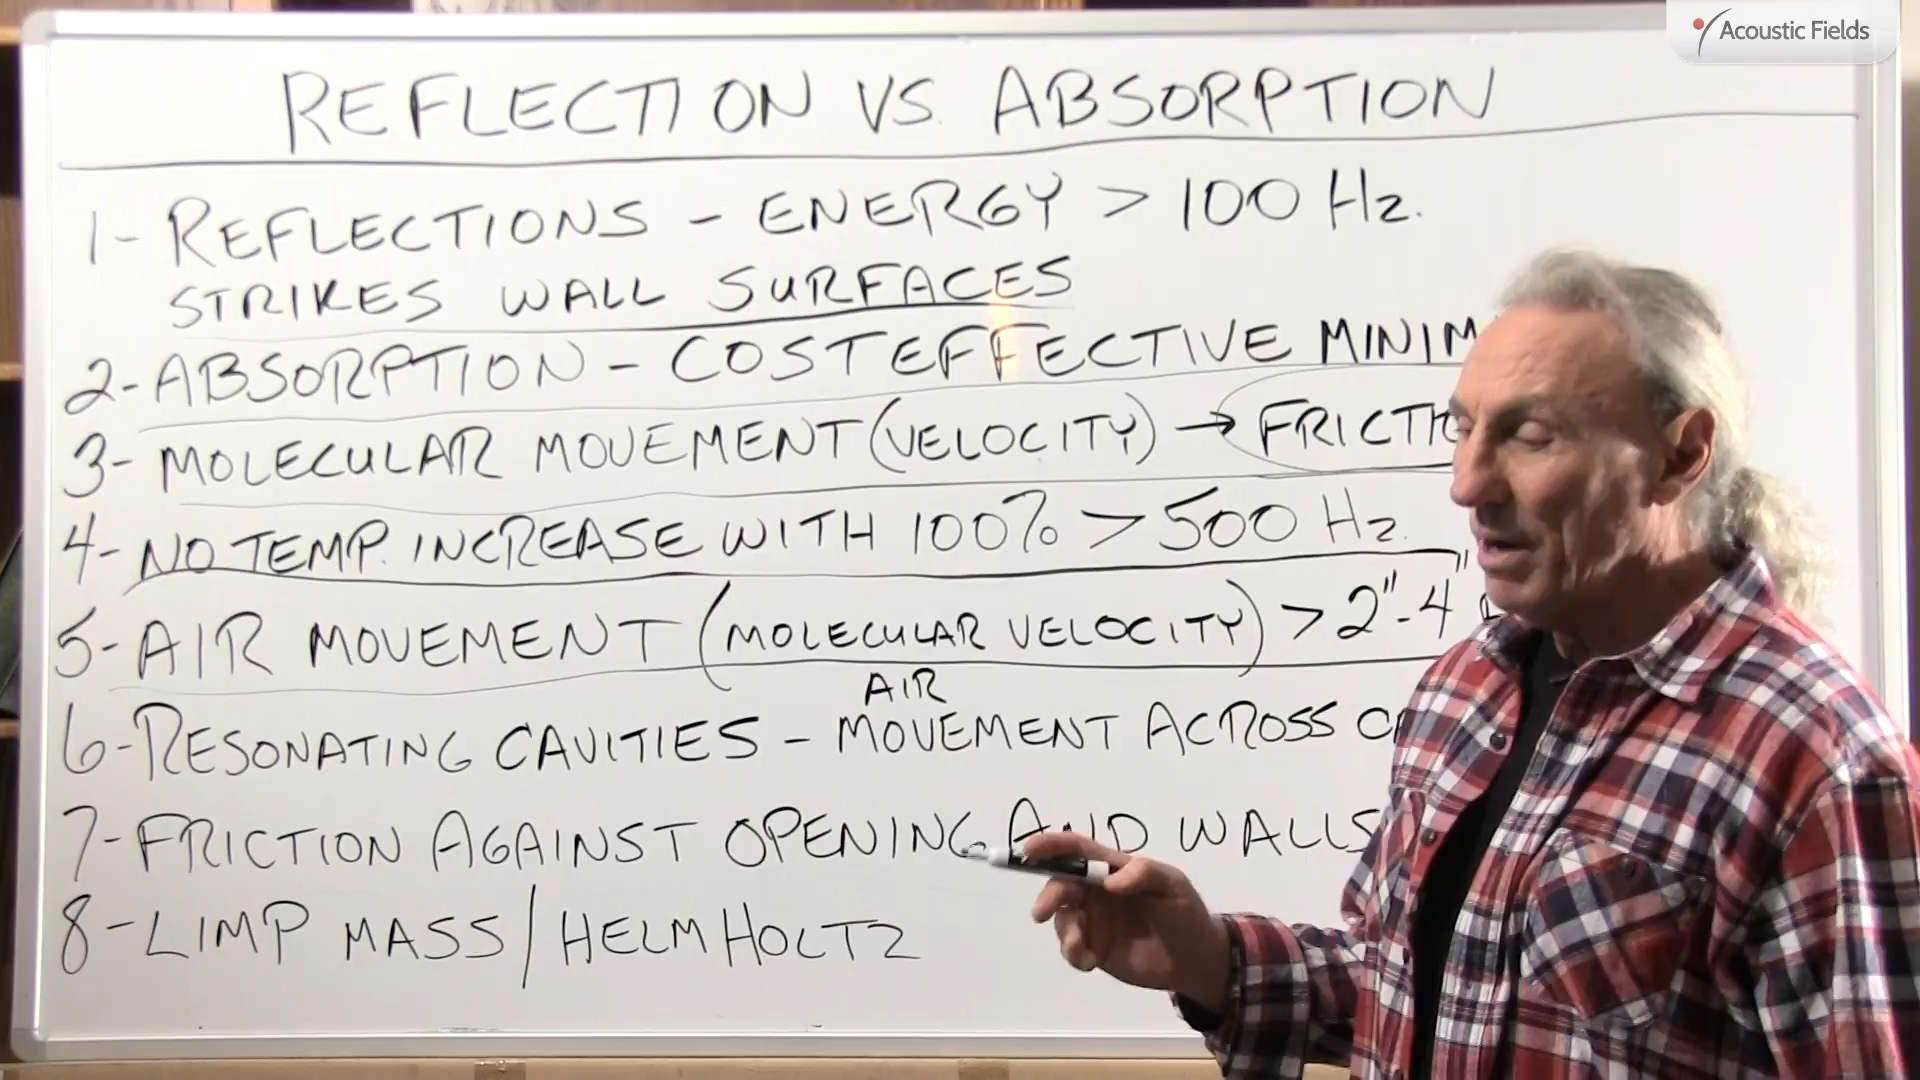 Acoustic Fields
REFLECTION VS. ABSORPTION
1- REFLECTIONS - ENERGY > 100 Hz.
STRIKES WALL SURFACES
2- ABSORPTION - COST EFFECTIVE
3- MOLECULAR MOVEMENT (VELOCITY) →
4- NO TEMP. INCREASE WITH 100% > 500 Hz.
5- AIR MOVEMENT (MOLECULAR VELOCITY) > 2"-4"
6- RESONATING CAVITIES - AIR MOVEMENT ACROSS
7- FRICTION AGAINST OPENING AND WALLS
8- LIMP MASS / HELMHOLTZ